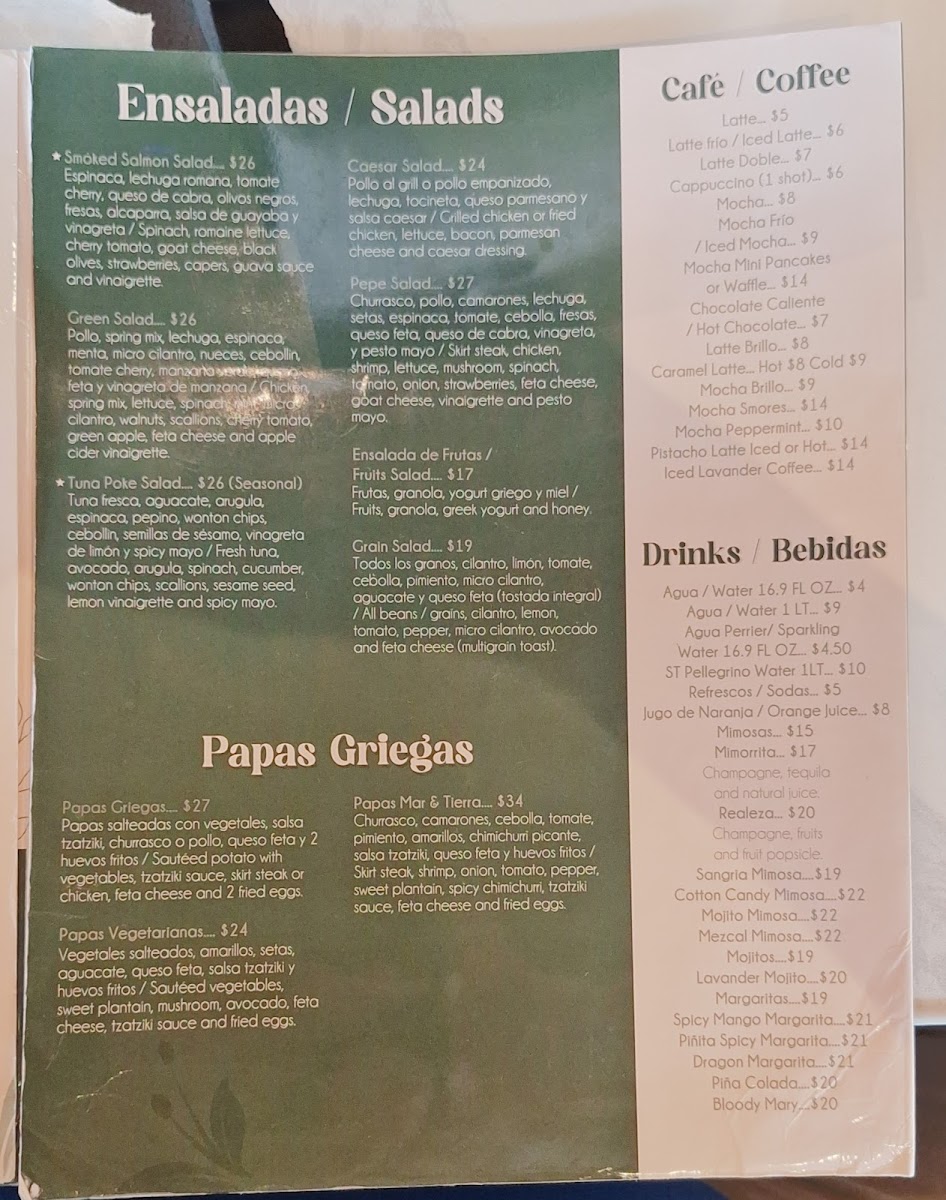 Ensaladas / Salads
★ Smoked Salmon Salad.... $26
Espinaca, lechuga romana, tomate
cherry, queso de cabra, olivos negros,
fresas, alcaparra, salsa de guayaba y
vinagreta / Spinach, romaine lettuce,
cherry tomato, goat cheese, black
olives, strawberries, capers, guava sauce
and vinaigrette.
Green Salad.... $26
Pollo, spring mix, lechuga, espinaca,
menta, micro cilantro, nueces, cebollin,
tomate cherry, manzana
feta y vinagreta de manzana / Chicken,
spring mix, lettuce, spinach, micro
cilantro, walnuts, scallions, cherry tomato,
green apple, feta cheese and apple
cider vinaigrette.
★ Tuna Poke Salad.... $26 (Seasonal)
Tuna fresca, aguacate, arugula,
espinaca, pepino, wonton chips,
cebollin, semillas de sésamo, vinagreta
de limón y spicy mayo / Fresh tuna,
avocado, arugula, spinach, cucumber,
wonton chips, scallions, sesame seed,
lemon vinaigrette and spicy mayo.
Caesar Salad.... $24
Pollo al grill o pollo empanizado,
lechuga, tocineta, queso parmesano y
salsa caesar / Grilled chicken or fried
chicken, lettuce, bacon, parmesan
cheese and caesar dressing.
Pepe Salad.... $27
Churrasco, pollo, camarones, lechuga,
setas, espinaca, tomate, cebolla, fresas,
queso feta, queso de cabra, vinagreta,
y pesto mayo / Skirt steak, chicken,
shrimp, lettuce, mushroom, spinach,
tomato, onion, strawberries, feta cheese,
goat cheese, vinaigrette and pesto
mayo.
Ensalada de Frutas /
Fruits Salad.... $17
Frutas, granola, yogurt griego y miel /
Fruits, granola, greek yogurt and honey.
Grain Salad.... $19
Todos los granos, cilantro, limón, tomate,
cebolla, pimiento, micro cilantro,
aguacate y queso feta (tostada integral)
/ All beans / grains, cilantro, lemon,
tomato, pepper, micro cilantro, avocado
and feta cheese (multigrain toast).
Papas Griegas
Papas Griegas.... $27
Papas salteadas con vegetales, salsa
tzatziki, churrasco o pollo, queso feta y 2
huevos fritos / Sautéed potato with
vegetables, tzatziki sauce, skirt steak or
chicken, feta cheese and 2 fried eggs.
Papas Vegetarianas.... $24
Vegetales salteados, amarillos, setas,
aguacate, queso feta, salsa tzatziki y
huevos fritos / Sautéed vegetables,
sweet plantain, mushroom, avocado, feta
cheese, tzatziki sauce and fried eggs.
Papas Mar & Tierra.... $34
Churrasco, camarones, cebolla, tomate,
pimiento, amarillos, chimichurri picante,
salsa tzatziki, queso feta y huevos fritos /
Skirt steak, shrimp, onion, tomato, pepper,
sweet plantain, spicy chimichurri, tzatziki
sauce, feta cheese and fried eggs.
Café / Coffee
Latte... $5
Latte frío / Iced Latte... $6
Latte Doble... $7
Cappuccino (1 shot)... $6
Mocha... $8
Mocha Frío
/ Iced Mocha... $9
Mocha Mini Pancakes
or Waffle... $14
Chocolate Caliente
/ Hot Chocolate... $7
Latte Brillo... $8
Caramel Latte... Hot $8 Cold $9
Mocha Brillo... $9
Mocha Smores... $14
Mocha Peppermint... $10
Pistacho Latte Iced or Hot... $14
Iced Lavander Coffee... $14
Drinks / Bebidas
Agua / Water 16.9 FL OZ... $4
Agua / Water 1 LT... $9
Agua Perrier/ Sparkling
Water 16.9 FL OZ... $4.50
ST Pellegrino Water 1LT... $10
Refrescos / Sodas... $5
Jugo de Naranja / Orange Juice... $8
Mimosas... $15
Mimorrita... $17
Champagne, tequila
and natural juice.
Realeza... $20
Champagne, fruits
and fruit popsicle.
Sangria Mimosa....$19
Cotton Candy Mimosa....$22
Mojito Mimosa....$22
Mezcal Mimosa....$22
Mojitos....$19
Lavander Mojito....$20
Margaritas....$19
Spicy Mango Margarita....$21
Piñita Spicy Margarita....$21
Dragon Margarita....$21
Piña Colada....$20
Bloody Mary....$20